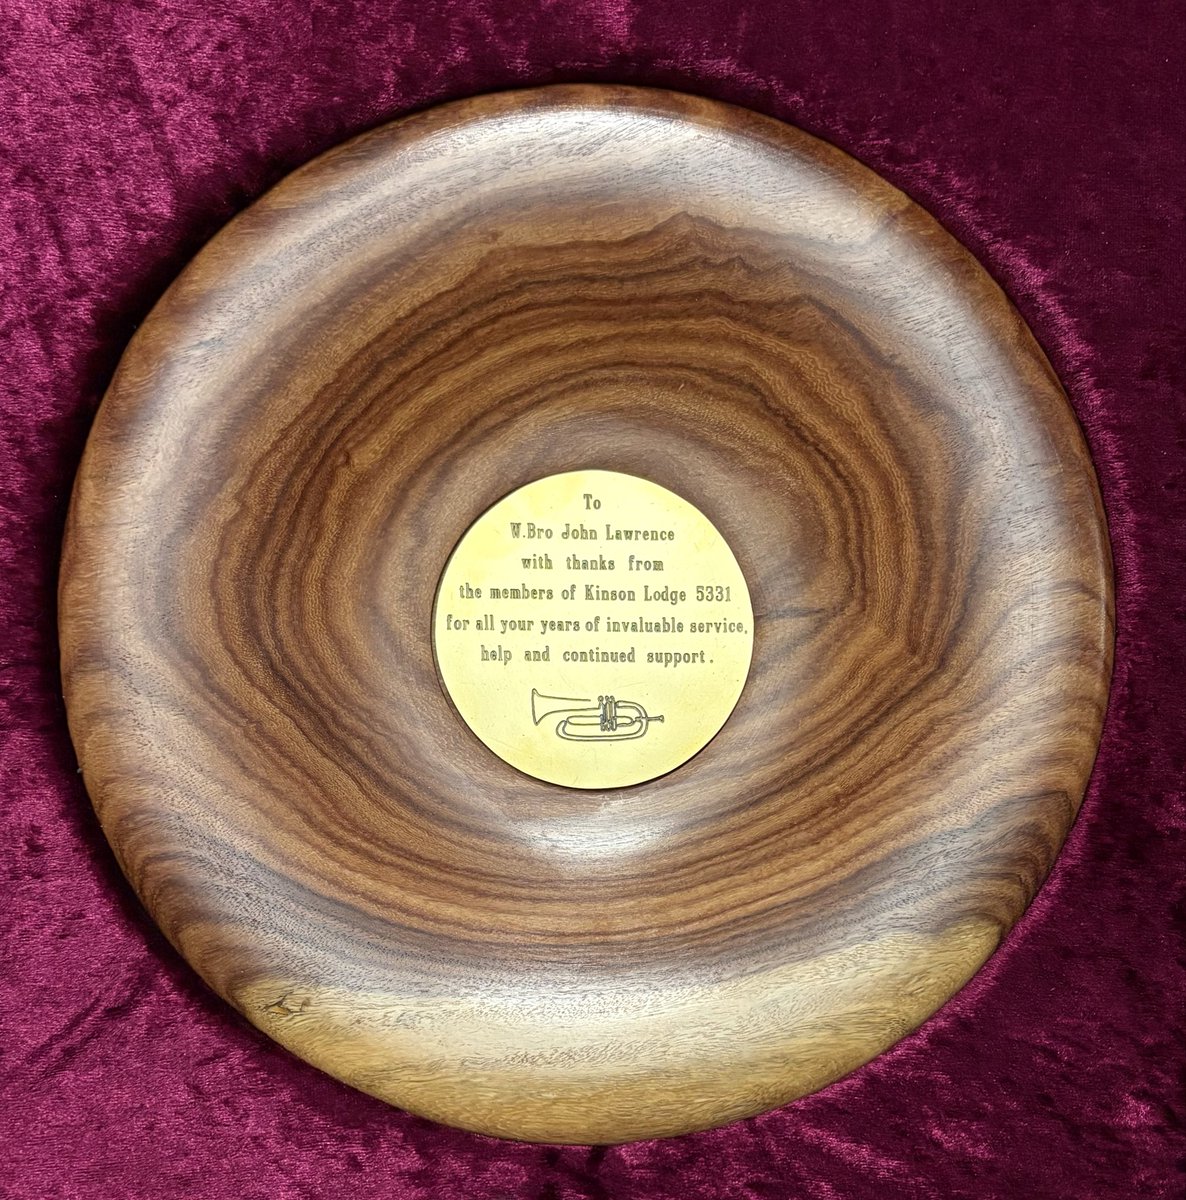 To
W.Bro John Lawrence
with thanks from
the members of Kinson Lodge 5331
for all your years of invaluable service,
help and continued support.